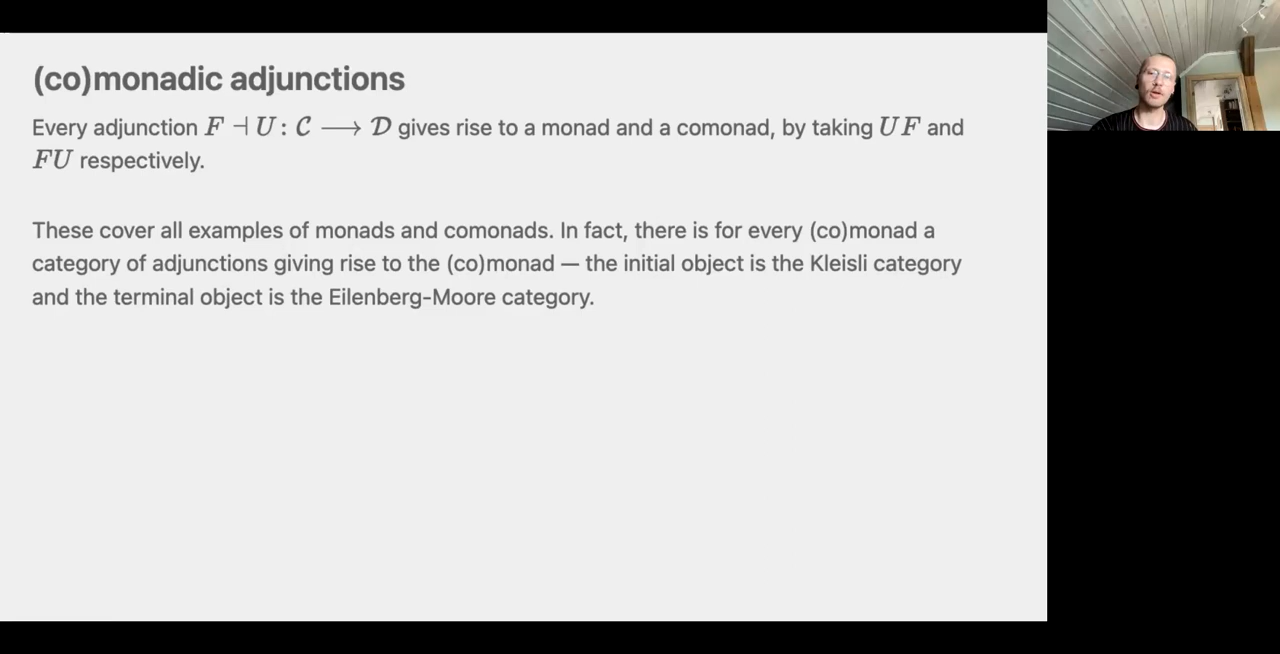 (co)monadic adjunctions
Every adjunction F ⊣ U : 𝒞 ⟶ 𝒟 gives rise to a monad and a comonad, by taking UF and
FU respectively.
These cover all examples of monads and comonads. In fact, there is for every (co)monad a
category of adjunctions giving rise to the (co)monad — the initial object is the Kleisli category
and the terminal object is the Eilenberg-Moore category.